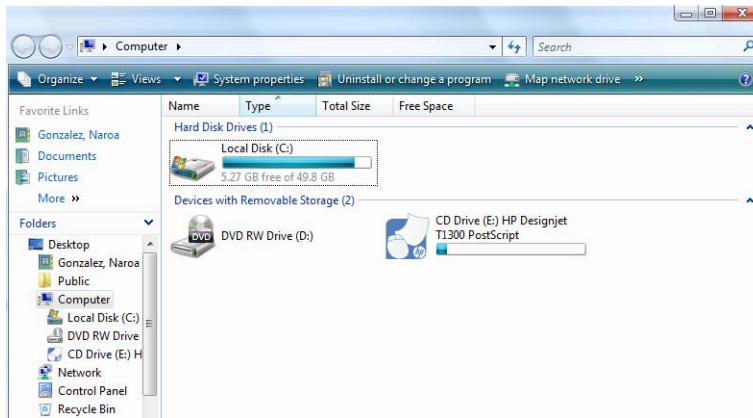 Computer
Search
Organize Views System properties Uninstall or change a program Map network drive »
Favorite Links
Gonzalez, Naroa
Documents
Pictures
More »
Folders
Desktop
Gonzalez, Naroa
Public
Computer
Local Disk (C:)
DVD RW Drive
CD Drive (E:) H
Network
Control Panel
Recycle Bin
Name Type Total Size Free Space
Hard Disk Drives (1)
Local Disk (C:)
5.27 GB free of 49.8 GB
Devices with Removable Storage (2)
DVD
DVD RW Drive (D:)
CD Drive (E:) HP Designjet
T1300 PostScript
hp